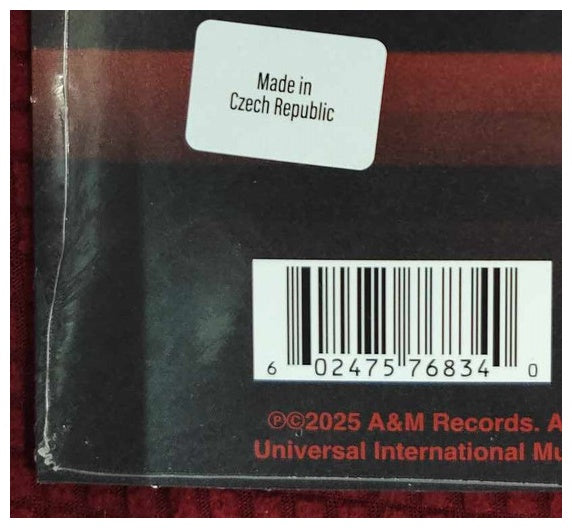 Made in
Czech Republic
6 02475 76834 0
℗©2025 A&M Records. A
Universal International Mu